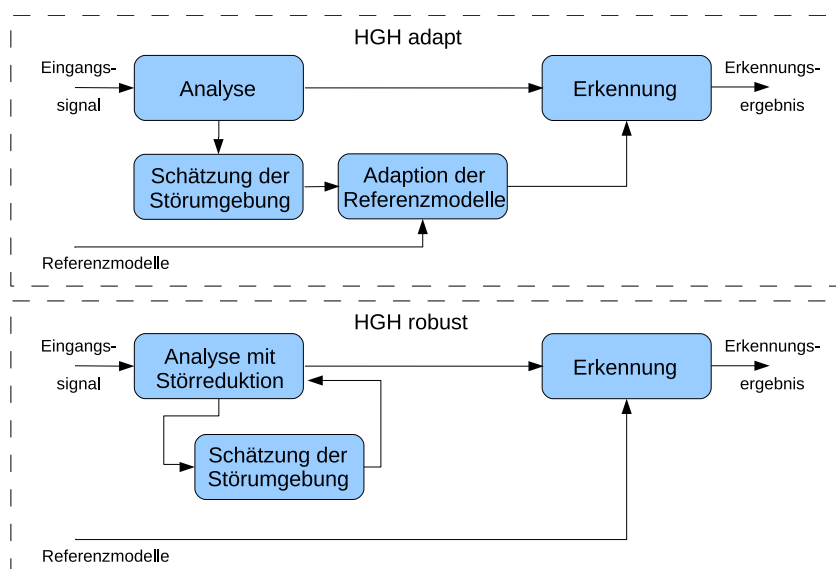 HGH adapt
Eingangs-
signal
Analyse
Erkennung
Erkennungs-
ergebnis
Schätzung der
Störumgebung
Adaption der
Referenzmodelle
Referenzmodelle
HGH robust
Eingangs-
signal
Analyse mit
Störreduktion
Erkennung
Erkennungs-
ergebnis
Schätzung der
Störumgebung
Referenzmodelle